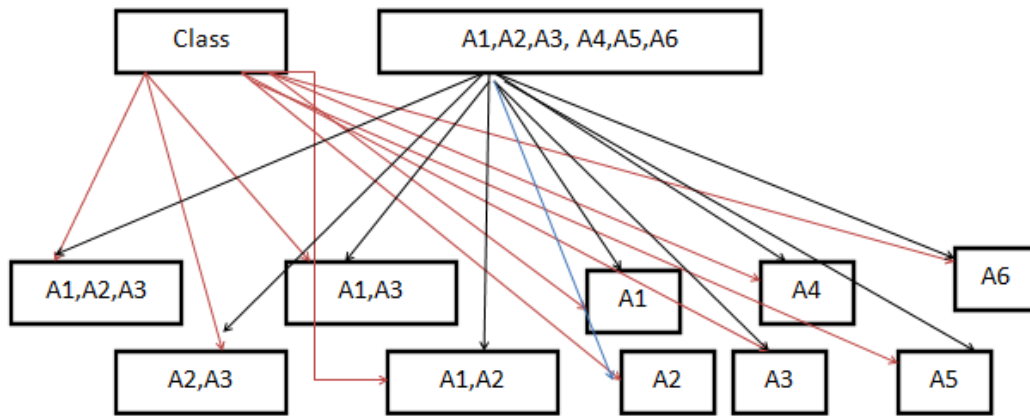 Class
A1,A2,A3, A4,A5,A6
A1,A2,A3
A1,A3
A1
A4
A6
A2,A3
A1,A2
A2
A3
A5